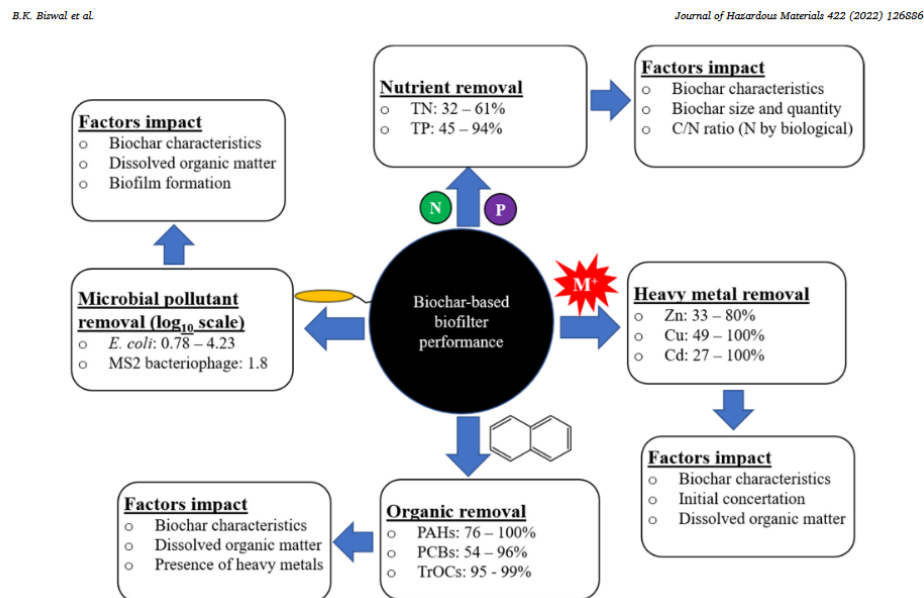 B.K. Biswal et al.
Journal of Hazardous Materials 422 (2022) 126886
Nutrient removal
o TN: 32 – 61%
o TP: 45 – 94%
Factors impact
o Biochar characteristics
o Biochar size and quantity
o C/N ratio (N by biological)
Factors impact
o Biochar characteristics
o Dissolved organic matter
o Biofilm formation
N
P
Microbial pollutant
removal (log10 scale)
o E. coli: 0.78 – 4.23
o MS2 bacteriophage: 1.8
Biochar-based
biofilter
performance
M+
Heavy metal removal
o Zn: 33 – 80%
o Cu: 49 – 100%
o Cd: 27 – 100%
Factors impact
o Biochar characteristics
o Initial concertation
o Dissolved organic matter
Organic removal
o PAHs: 76 – 100%
o PCBs: 54 – 96%
o TrOCs: 95 - 99%
Factors impact
o Biochar characteristics
o Dissolved organic matter
o Presence of heavy metals